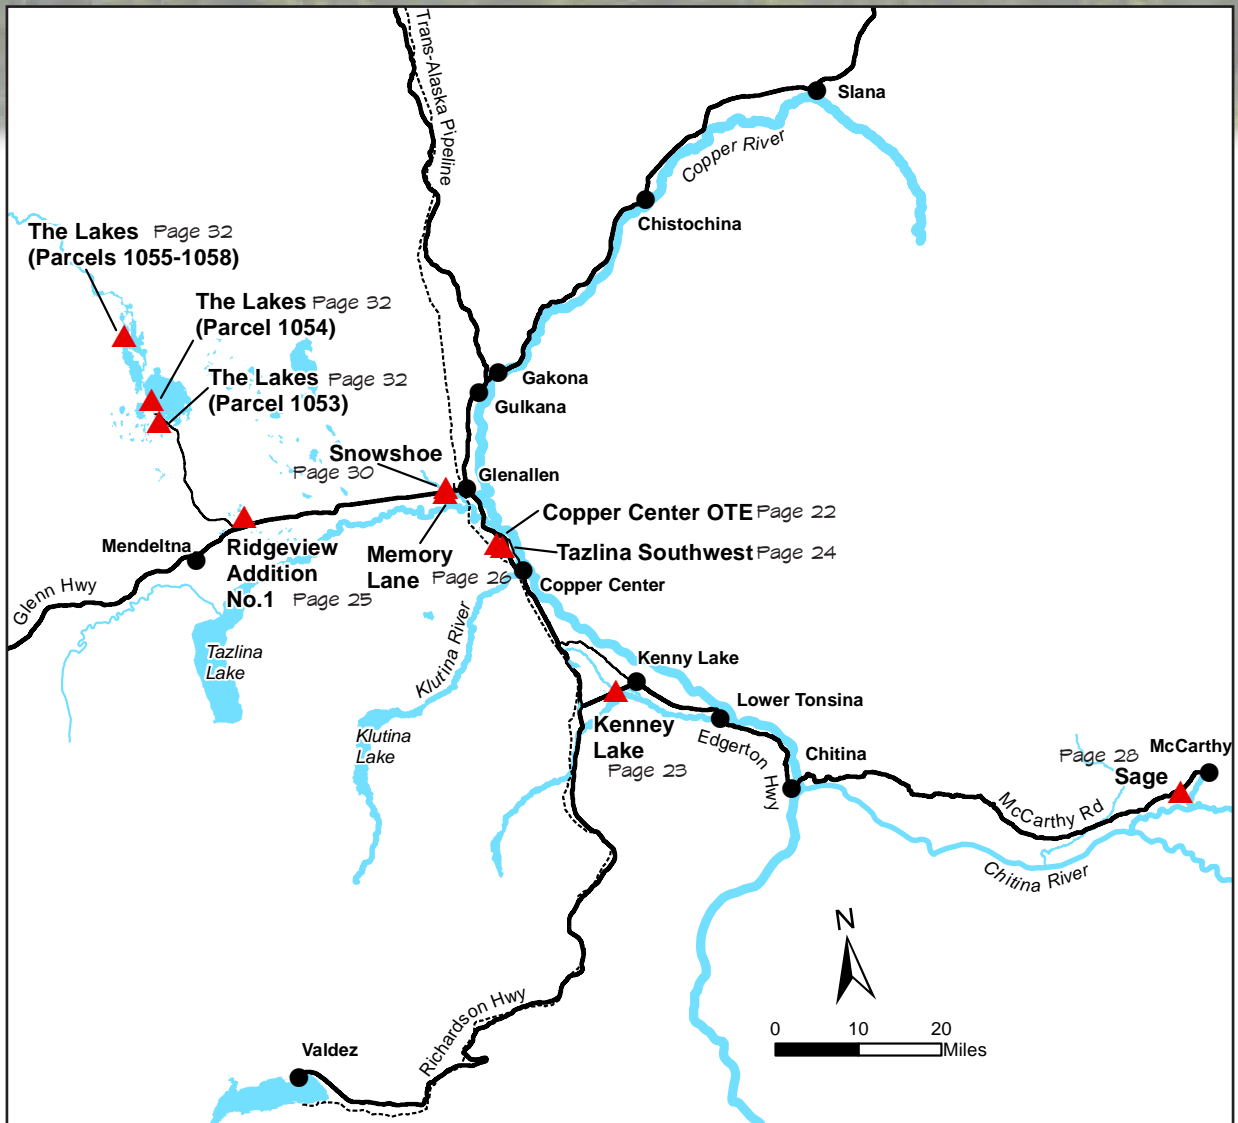 Trans-Alaska Pipeline
Slana
Copper River
Chistochina
The Lakes Page 32
(Parcels 1055-1058)
The Lakes Page 32
(Parcel 1054)
The Lakes Page 32
(Parcel 1053)
Gakona
Gulkana
Snowshoe
Page 30
Glenallen
Copper Center OTE Page 22
Tazlina Southwest Page 24
Mendeltna
Ridgeview
Addition
No.1 Page 25
Memory
Lane Page 26
Copper Center
Glenn Hwy
Tazlina
Lake
Klutina River
Kenny Lake
Lower Tonsina
Kenney
Lake
Page 23
Klutina
Lake
Edgerton Hwy
Chitina
Page 28
McCarthy
Sage
McCarthy Rd
Chitina River
N
0 10 20
Miles
Richardson Hwy
Valdez